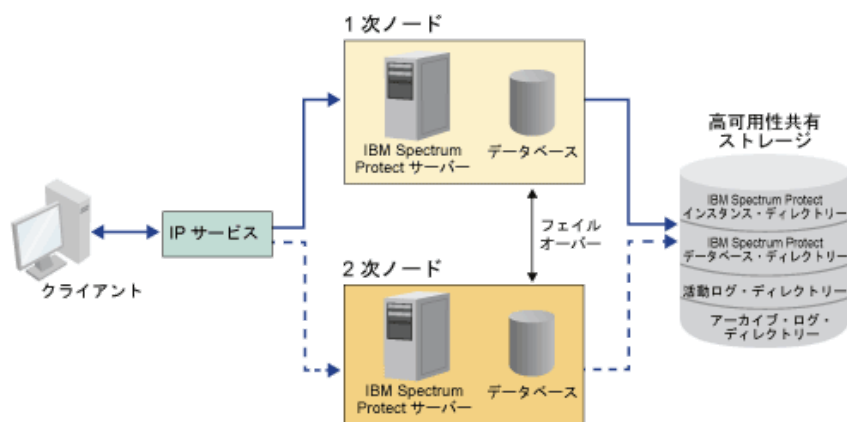 1 次ノード
IBM Spectrum
Protect サーバー
データベース
高可用性共有
ストレージ
IBM Spectrum Protect
インスタンス・ディレクトリー
IBM Spectrum Protect
データベース・ディレクトリー
活動ログ・ディレクトリー
アーカイブ・ログ・
ディレクトリー
IP サービス
クライアント
フェイル
オーバー
2 次ノード
IBM Spectrum
Protect サーバー
データベース